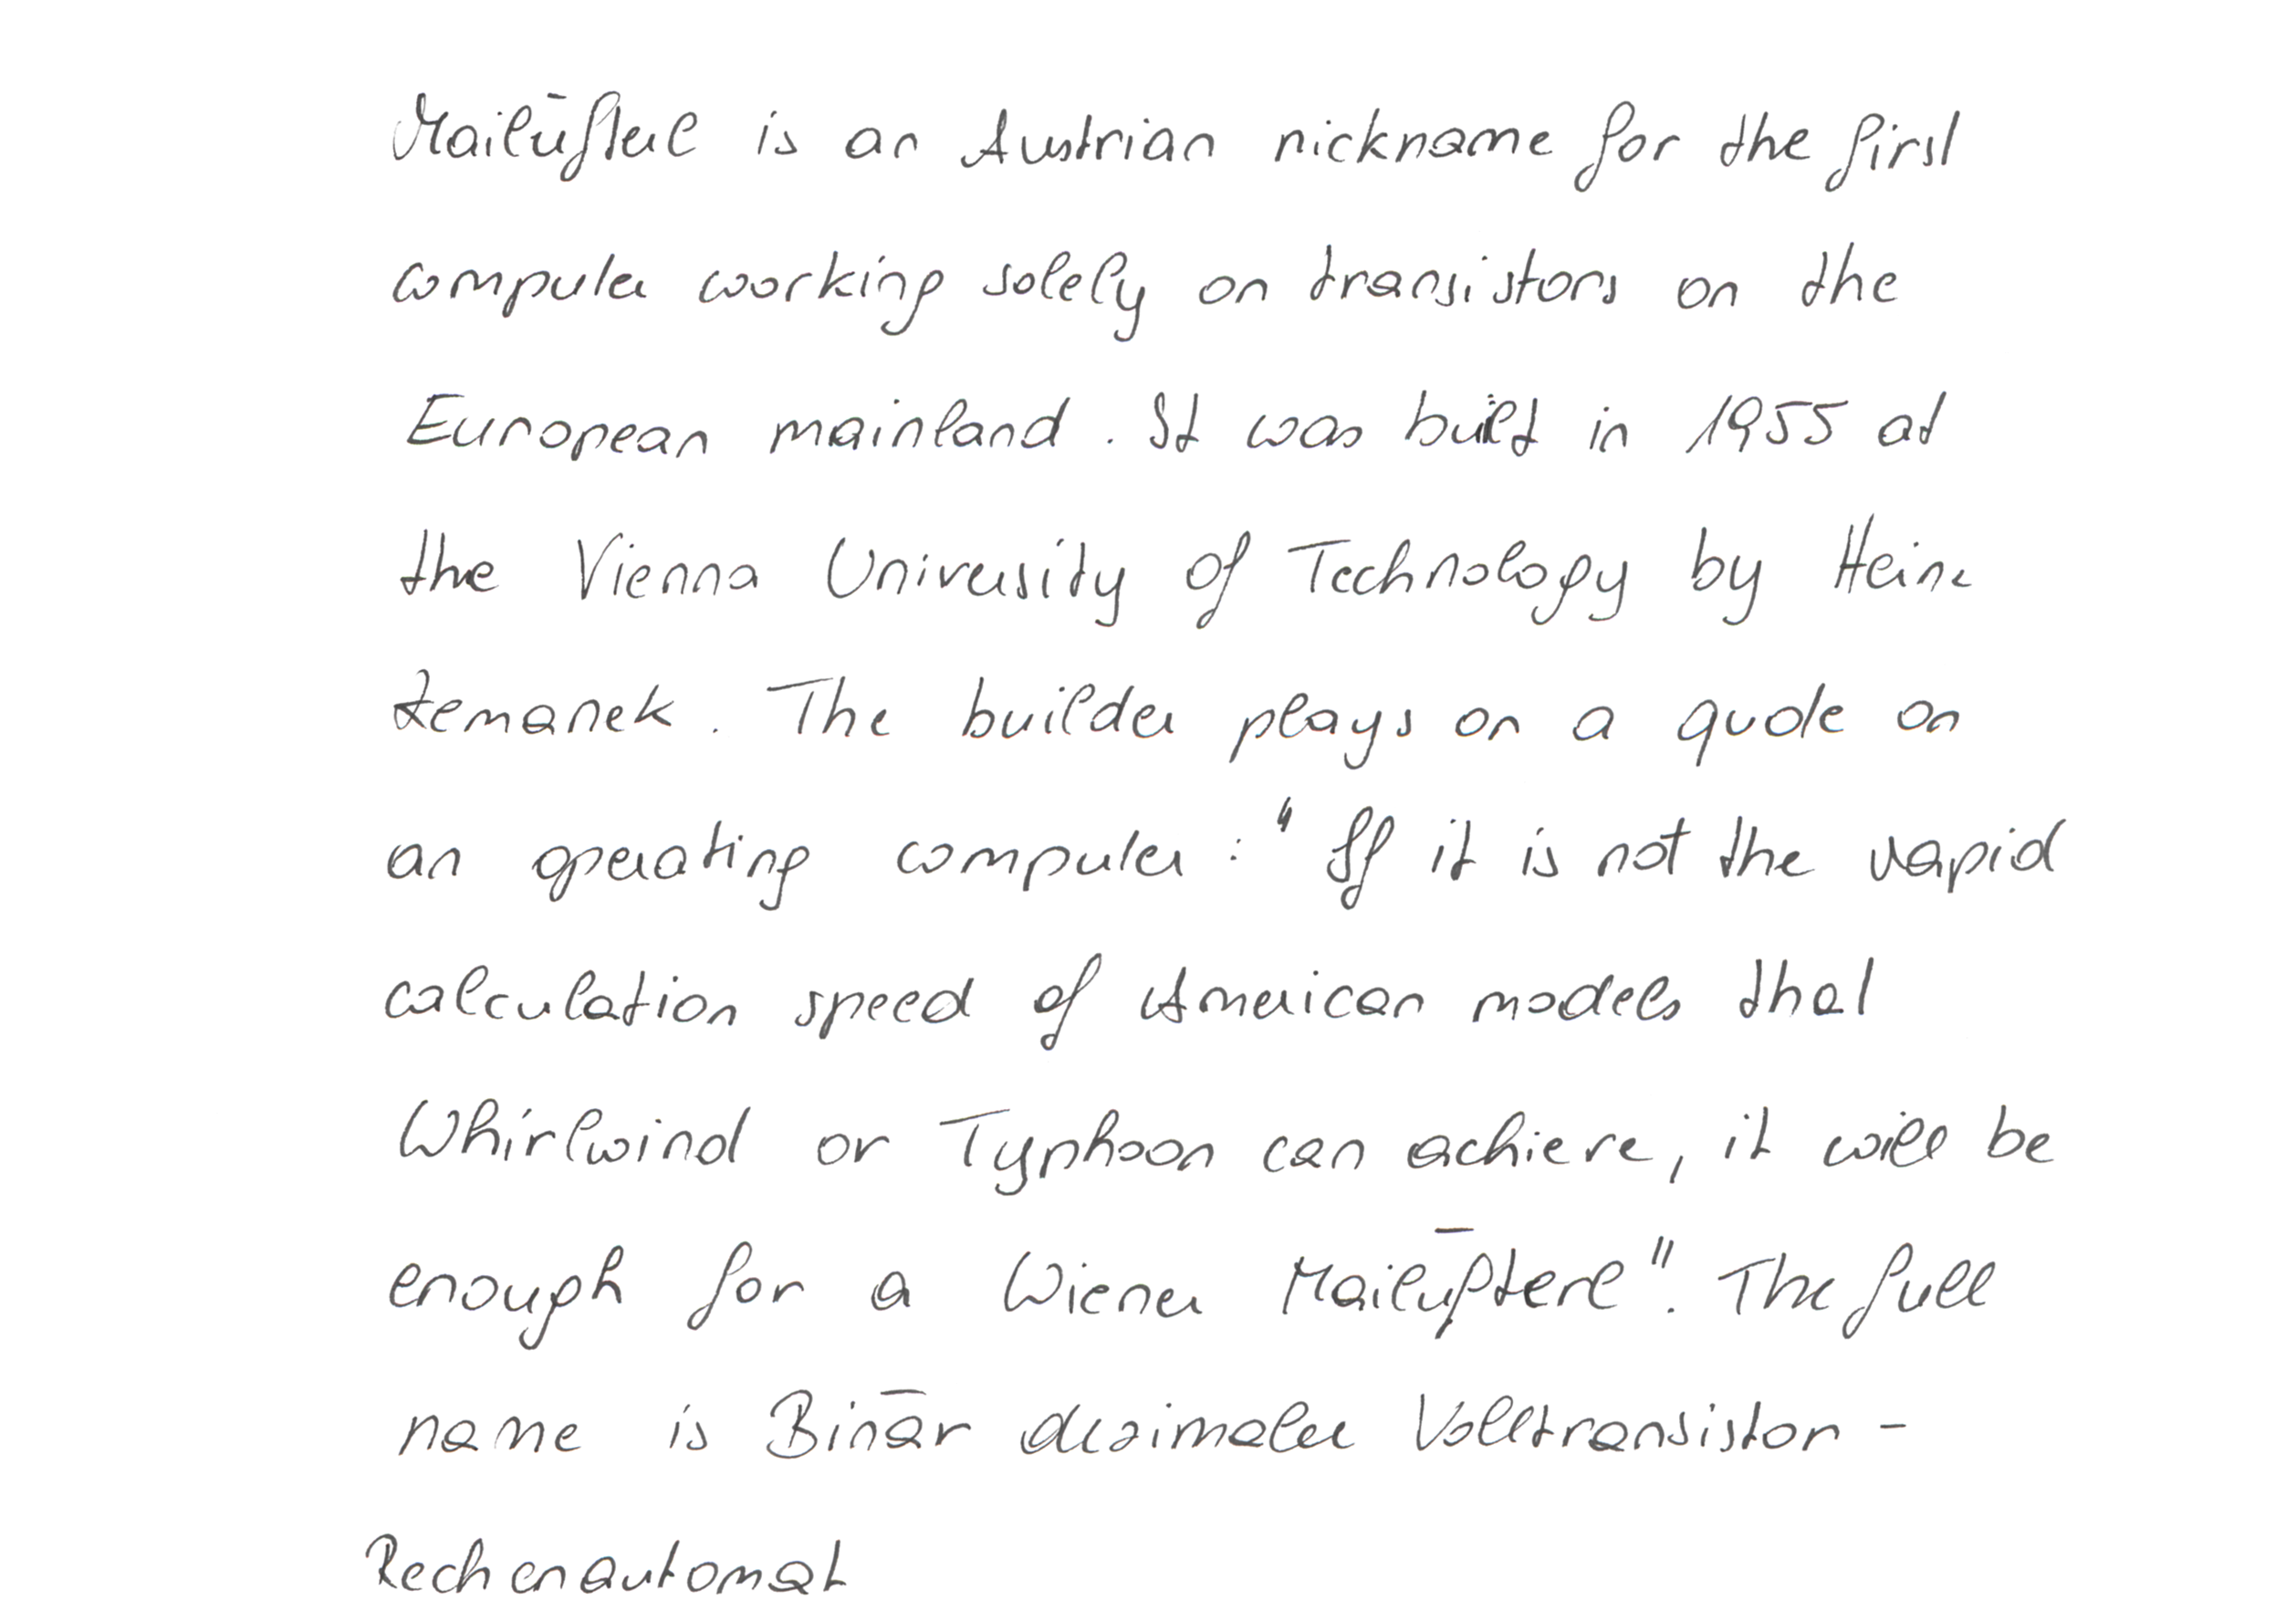 Mailüfterl is an Austrian nickname for the first
computer working solely on transistors on the
European mainland. It was built in 1955 at
the Vienna University of Technology by Heinz
Zemanek. The builder plays on a quote on
an operating computer: "If it is not the rapid
calculation speed of American models that
Whirlwind or Typhoon can achieve, it will be
enough for a Wiener Mailüfterl". The full
name is Binär dezimaler Volltransistor-
Rechenautomat